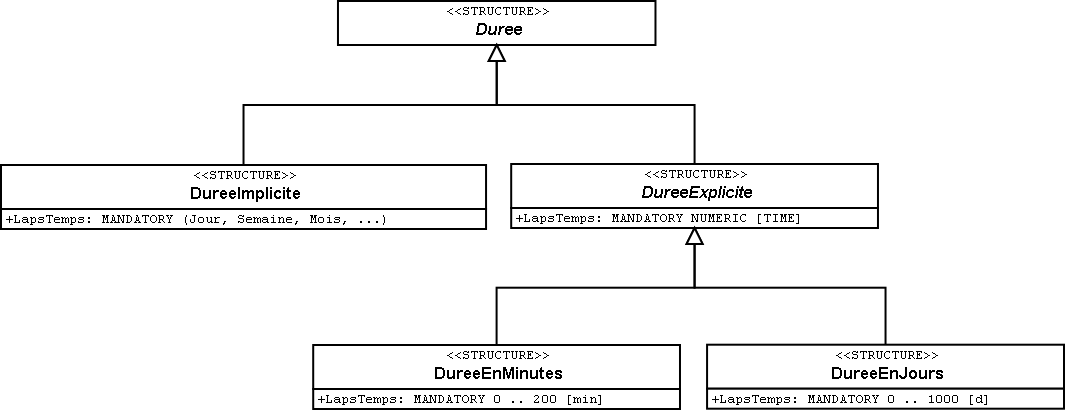 <<STRUCTURE>>
Duree
<<STRUCTURE>>
DureeImplicite
+LapsTemps: MANDATORY (Jour, Semaine, Mois, ...)
<<STRUCTURE>>
DureeExplicite
+LapsTemps: MANDATORY NUMERIC [TIME]
<<STRUCTURE>>
DureeEnMinutes
+LapsTemps: MANDATORY 0 .. 200 [min]
<<STRUCTURE>>
DureeEnJours
+LapsTemps: MANDATORY 0 .. 1000 [d]